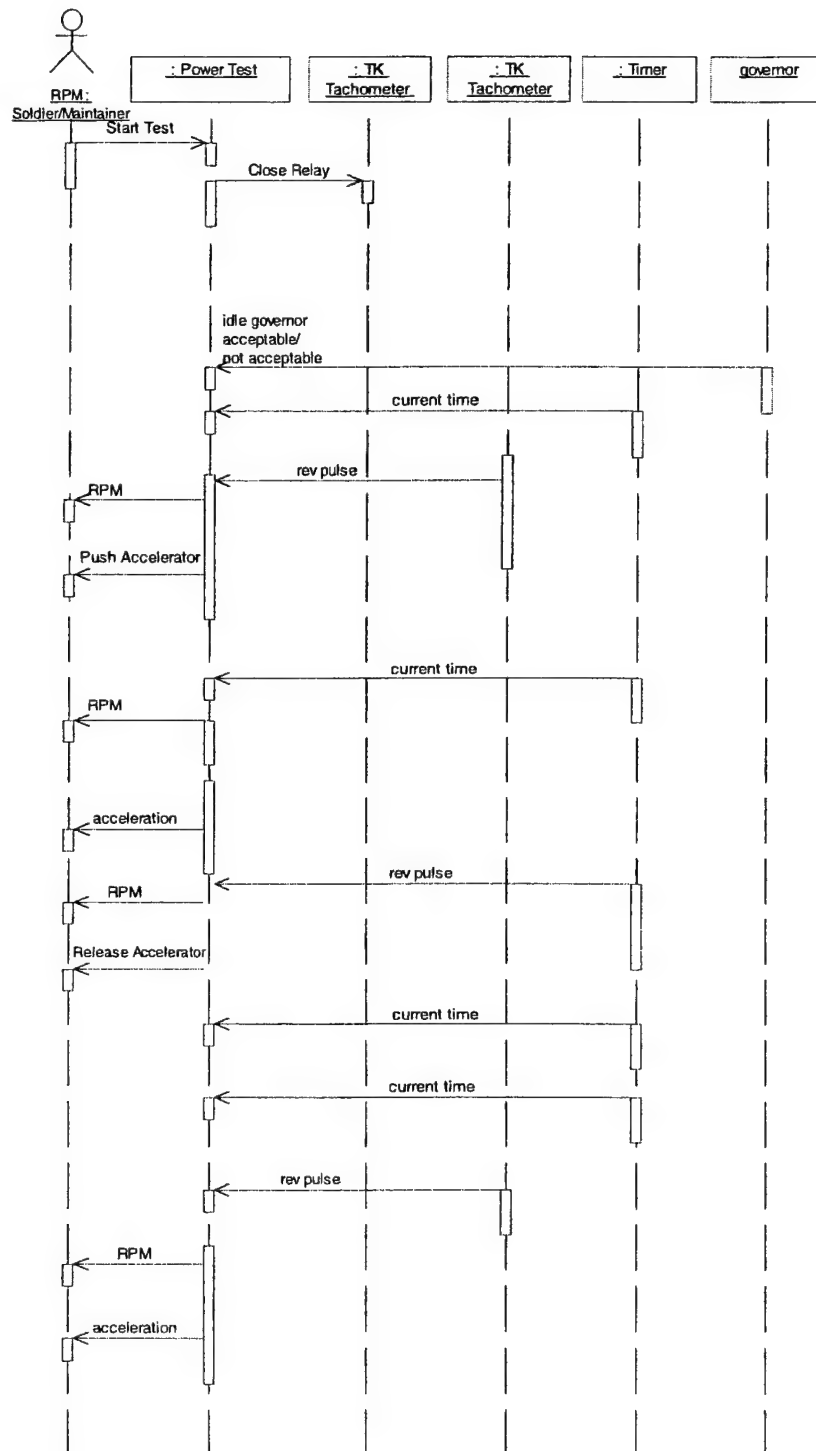 : Power Test
: TK
Tachometer
: TK
Tachometer
: Timer
governor
RPM :
Soldier/Maintainer
Start Test
Close Relay
idle governor
acceptable/
not acceptable
current time
rev pulse
RPM
Push Accelerator
current time
RPM
acceleration
rev pulse
RPM
Release Accelerator
current time
current time
rev pulse
RPM
acceleration